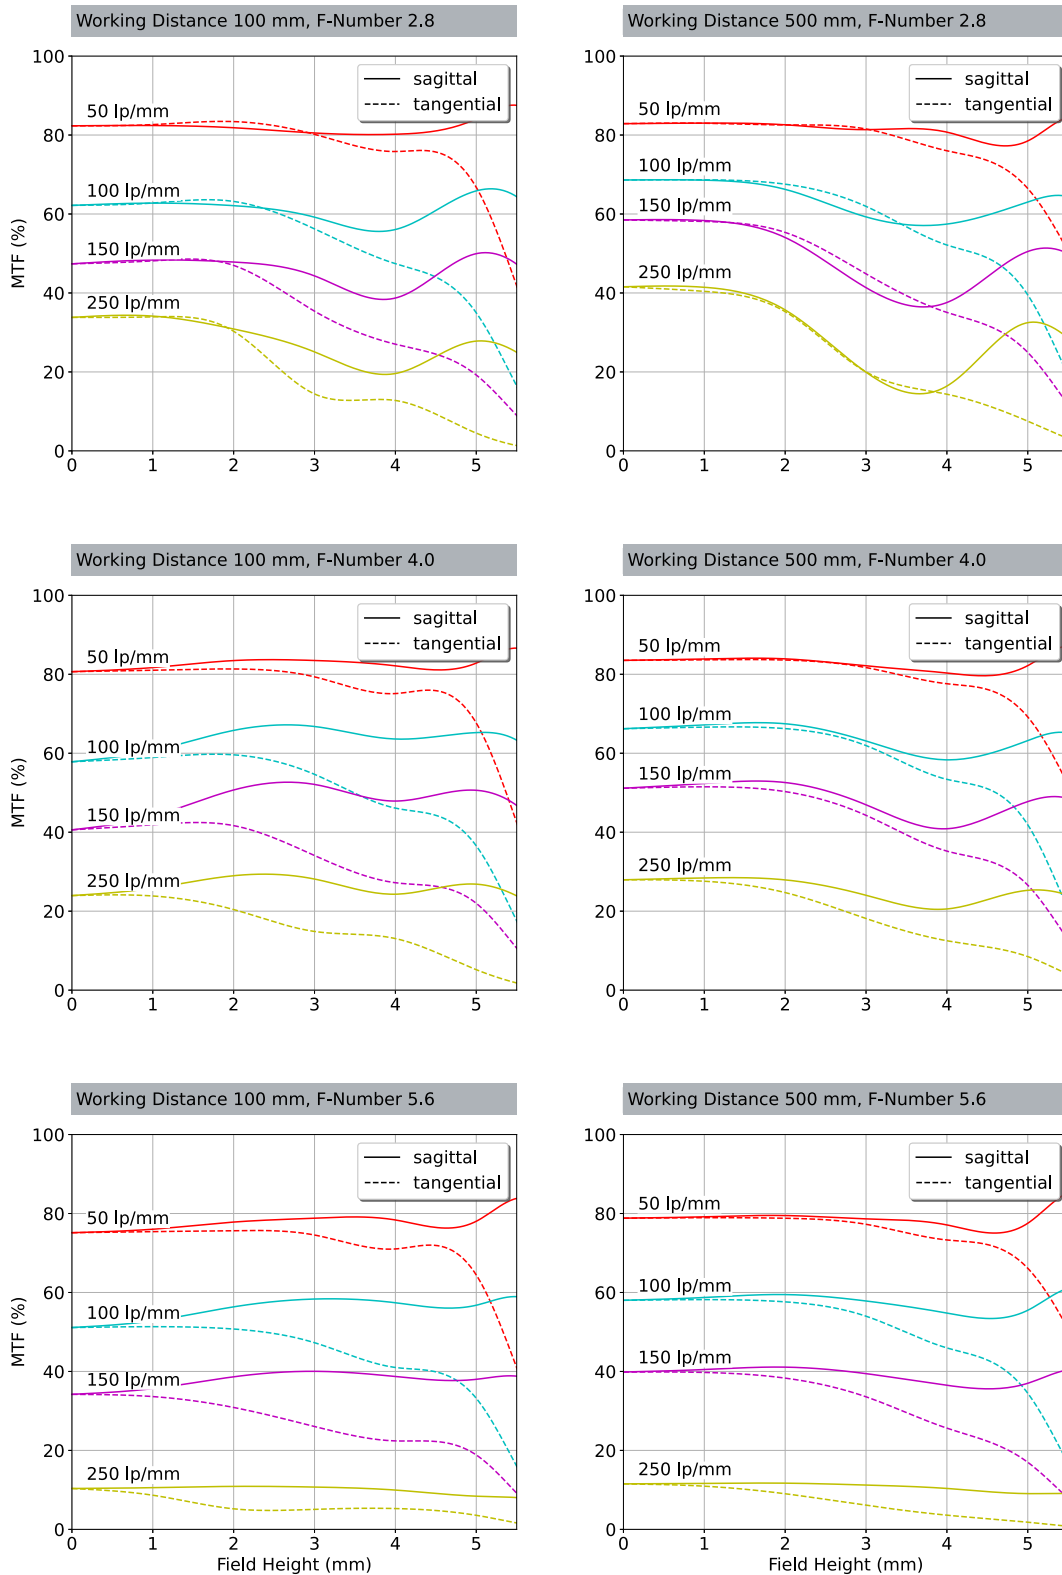 Working Distance 100 mm, F-Number 2.8
100
80
60
40
20
0
MTF (%)
sagittal
tangential
50 lp/mm
100 lp/mm
150 lp/mm
250 lp/mm
0 1 2 3 4 5
Working Distance 500 mm, F-Number 2.8
100
80
60
40
20
0
sagittal
tangential
50 lp/mm
100 lp/mm
150 lp/mm
250 lp/mm
0 1 2 3 4 5
Working Distance 100 mm, F-Number 4.0
100
80
60
40
20
0
MTF (%)
sagittal
tangential
50 lp/mm
100 lp/mm
150 lp/mm
250 lp/mm
0 1 2 3 4 5
Working Distance 500 mm, F-Number 4.0
100
80
60
40
20
0
sagittal
tangential
50 lp/mm
100 lp/mm
150 lp/mm
250 lp/mm
0 1 2 3 4 5
Working Distance 100 mm, F-Number 5.6
100
80
60
40
20
0
MTF (%)
sagittal
tangential
50 lp/mm
100 lp/mm
150 lp/mm
250 lp/mm
0 1 2 3 4 5
Field Height (mm)
Working Distance 500 mm, F-Number 5.6
100
80
60
40
20
0
sagittal
tangential
50 lp/mm
100 lp/mm
150 lp/mm
250 lp/mm
0 1 2 3 4 5
Field Height (mm)